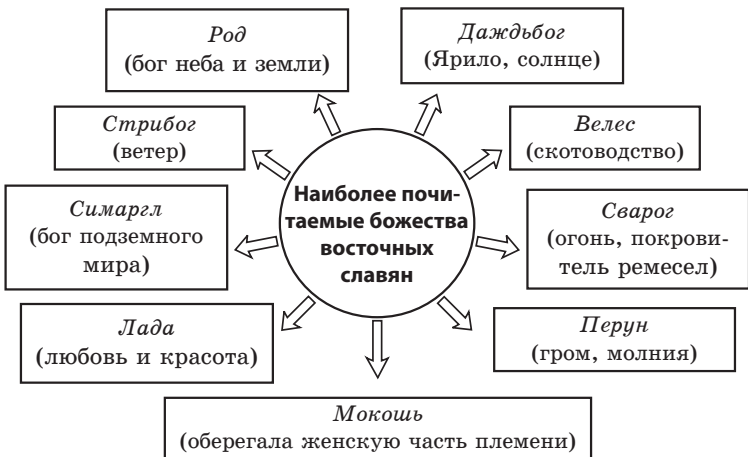 Род
(бог неба и земли)
Даждьбог
(Ярило, солнце)
Стрибог
(ветер)
Велес
(скотоводство)
Наиболее почи-
таемые божества
восточных
славян
Симаргл
(бог подземного
мира)
Сварог
(огонь, покрови-
тель ремесел)
Лада
(любовь и красота)
Перун
(гром, молния)
Мокошь
(оберегала женскую часть племени)